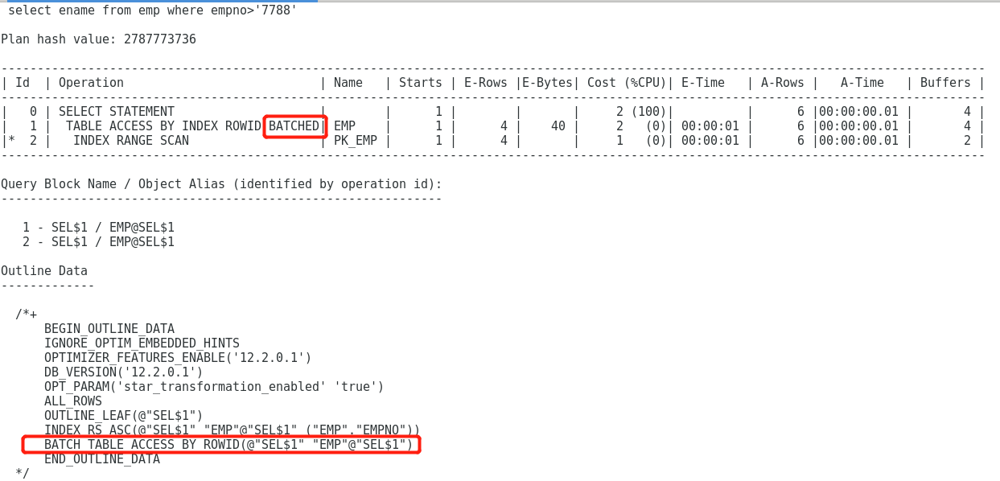 select ename from emp where empno>'7788'
Plan hash value: 2787773736
----------------------------------------------------------------------------------------------------------------------------------------
| Id  | Operation                           | Name   | Starts | E-Rows |E-Bytes| Cost (%CPU)| E-Time   | A-Rows |   A-Time   | Buffers |
----------------------------------------------------------------------------------------------------------------------------------------
|   0 | SELECT STATEMENT                    |        |      1 |        |       |     2 (100)|          |      6 |00:00:00.01 |       4 |
|   1 |  TABLE ACCESS BY INDEX ROWID BATCHED| EMP    |      1 |      4 |    40 |     2   (0)| 00:00:01 |      6 |00:00:00.01 |       4 |
|*  2 |   INDEX RANGE SCAN                  | PK_EMP |      1 |      4 |       |     1   (0)| 00:00:01 |      6 |00:00:00.01 |       2 |
----------------------------------------------------------------------------------------------------------------------------------------
Query Block Name / Object Alias (identified by operation id):
-------------------------------------------------------------
   1 - SEL$1 / EMP@SEL$1
   2 - SEL$1 / EMP@SEL$1
Outline Data
-------------
  /*+
      BEGIN_OUTLINE_DATA
      IGNORE_OPTIM_EMBEDDED_HINTS
      OPTIMIZER_FEATURES_ENABLE('12.2.0.1')
      DB_VERSION('12.2.0.1')
      OPT_PARAM('star_transformation_enabled' 'true')
      ALL_ROWS
      OUTLINE_LEAF(@"SEL$1")
      INDEX_RS_ASC(@"SEL$1" "EMP"@"SEL$1" ("EMP"."EMPNO"))
      BATCH_TABLE_ACCESS_BY_ROWID(@"SEL$1" "EMP"@"SEL$1")
      END_OUTLINE_DATA
  */